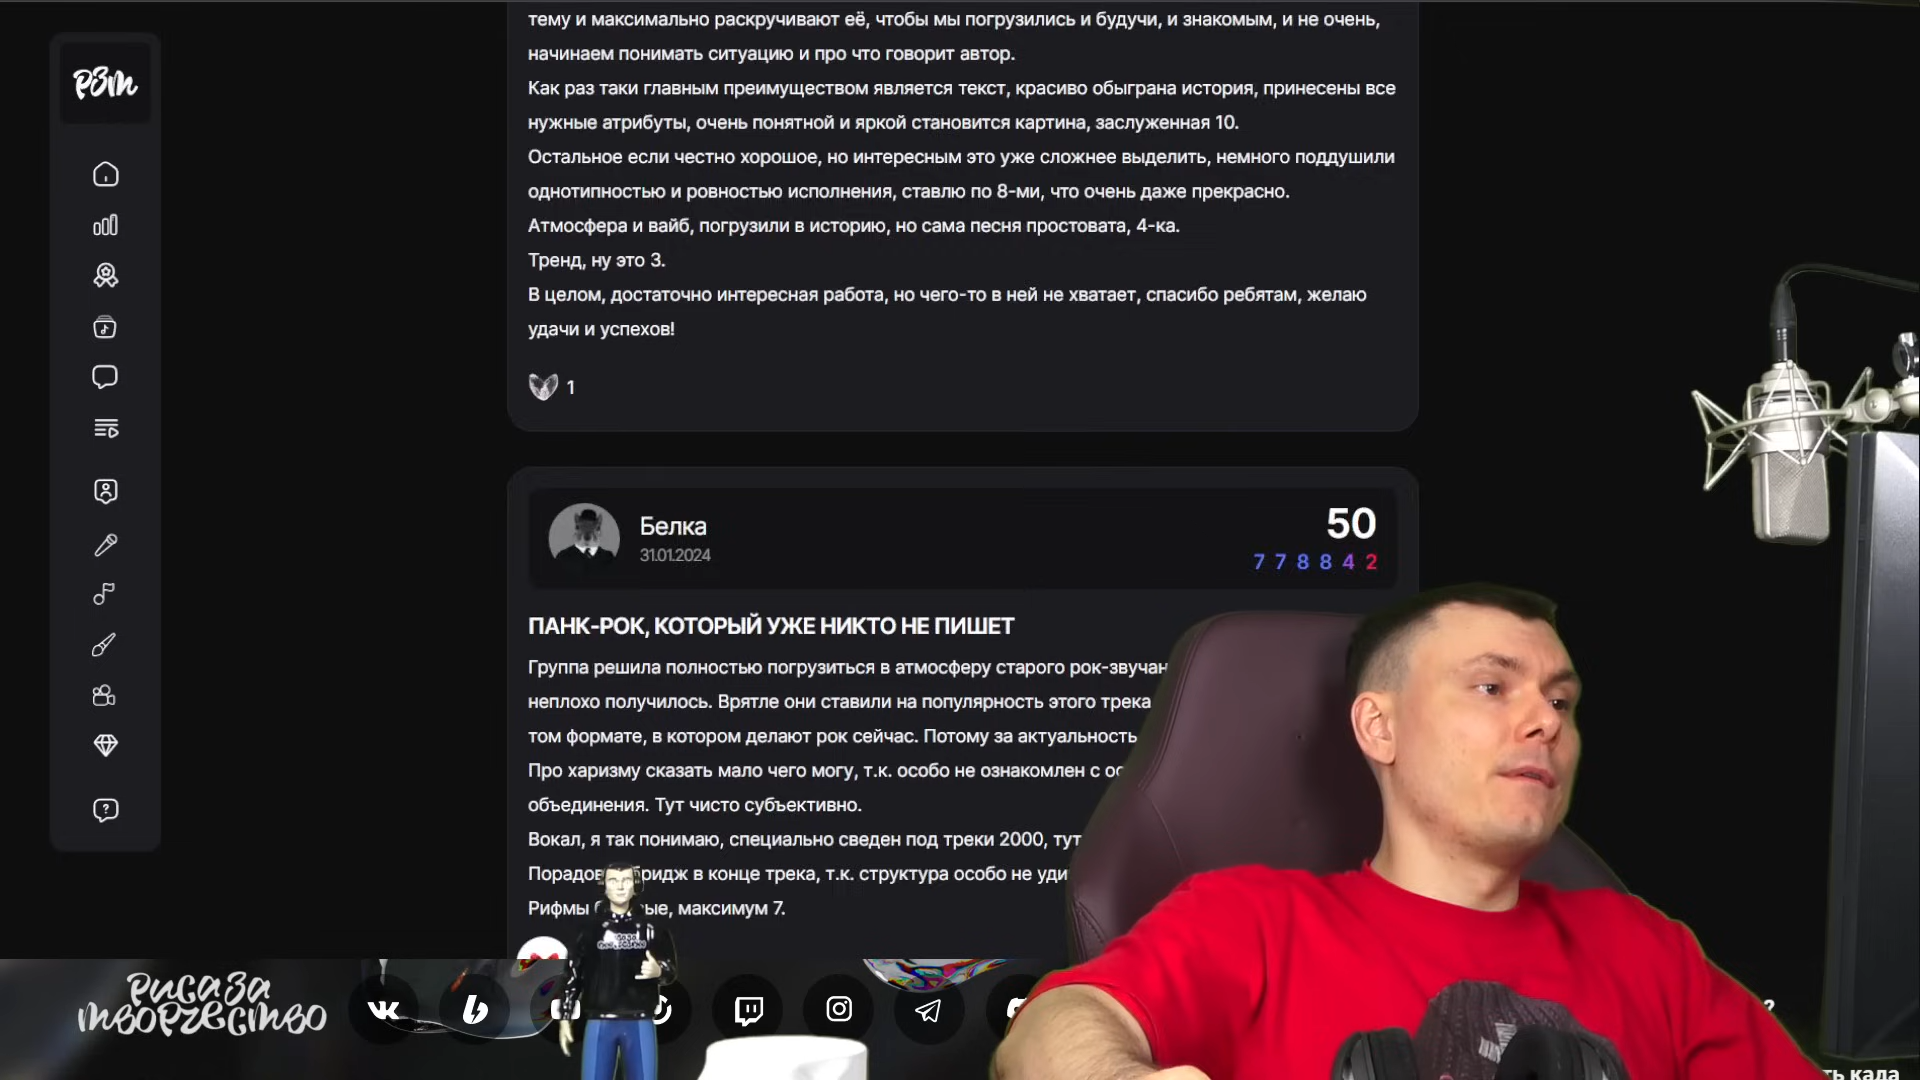 тему и максимально раскручивают её, чтобы мы погрузились и будучи, и знакомым, и не очень,
начинаем понимать ситуацию и про что говорит автор.
Как раз таки главным преимуществом является текст, красиво обыграна история, принесены все
нужные атрибуты, очень понятной и яркой становится картина, заслуженная 10.
Остальное если честно хорошое, но интересным это уже сложнее выделить, немного поддушили
однотипностью и ровностью исполнения, ставлю по 8-ми, что очень даже прекрасно.
Атмосфера и вайб, погрузили в историю, но сама песня простовата, 4-ка.
Тренд, ну это 3.
В целом, достаточно интересная работа, но чего-то в ней не хватает, спасибо ребятам, желаю
удачи и успехов!
1
РЗТ
Белка
31.01.2024
50
7 7 8 8 4 2
ПАНК-РОК, КОТОРЫЙ УЖЕ НИКТО НЕ ПИШЕТ
Группа решила полностью погрузиться в атмосферу старого рок-звучан
неплохо получилось. Врятле они ставили на популярность этого трека
том формате, в котором делают рок сейчас. Потому за актуальность
Про харизму сказать мало чего могу, т.к. особо не ознакомлен с ос
объединения. Тут чисто субъективно.
Вокал, я так понимаю, специально сведен под треки 2000, тут
Порадов бридж в конце трека, т.к. структура особо не уди
Рифмы ые, максимум 7.
Риса за
творчество